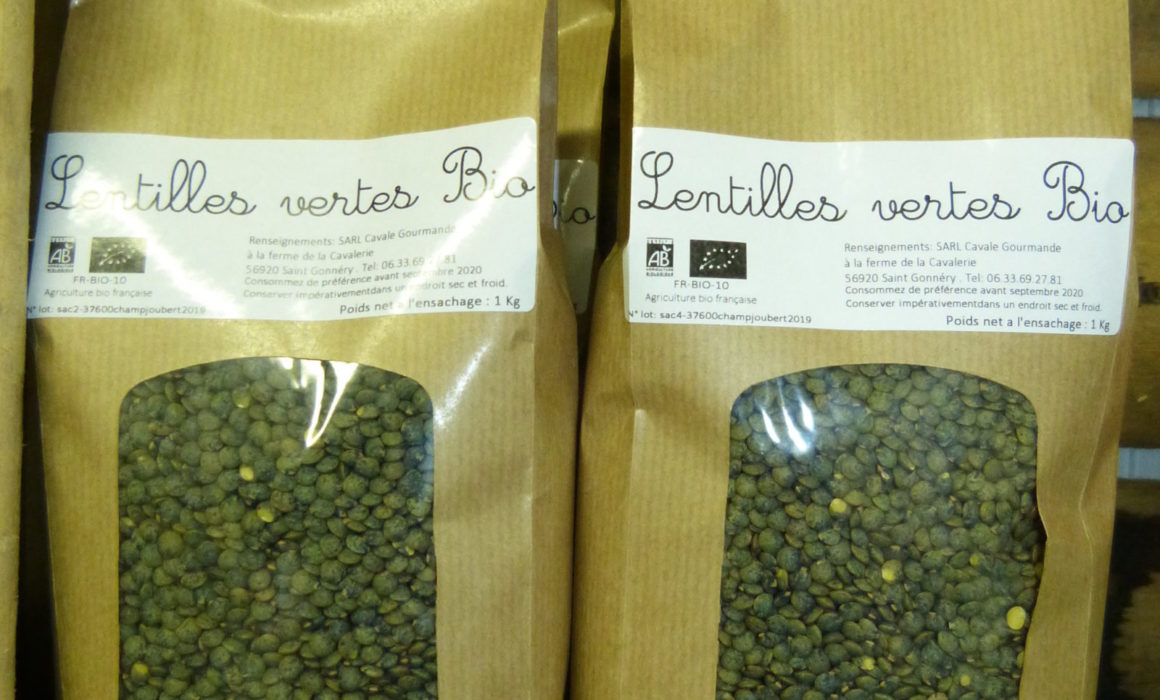 Lentilles vertes Bio
AB
FR-BIO-10
Agriculture bio française
Renseignements: SARL Cavale Gourmande
à la ferme de la Cavalerie
56920 Saint Gonnéry . Tel: 06.33.69.27.81
Consommez de préférence avant septembre 2020
Conserver impérativementdans un endroit sec et froid.
N° lot: sac2-37600champjoubert2019
Poids net a l'ensachage : 1 Kg
Bio
Lentilles vertes Bio
AB
FR-BIO-10
Agriculture bio française
Renseignements: SARL Cavale Gourmande
à la ferme de la Cavalerie
56920 Saint Gonnéry . Tel: 06.33.69.27.81
Consommez de préférence avant septembre 2020
Conserver impérativementdans un endroit sec et froid.
N° lot: sac4-37600champjoubert2019
Poids net a l'ensachage : 1 Kg